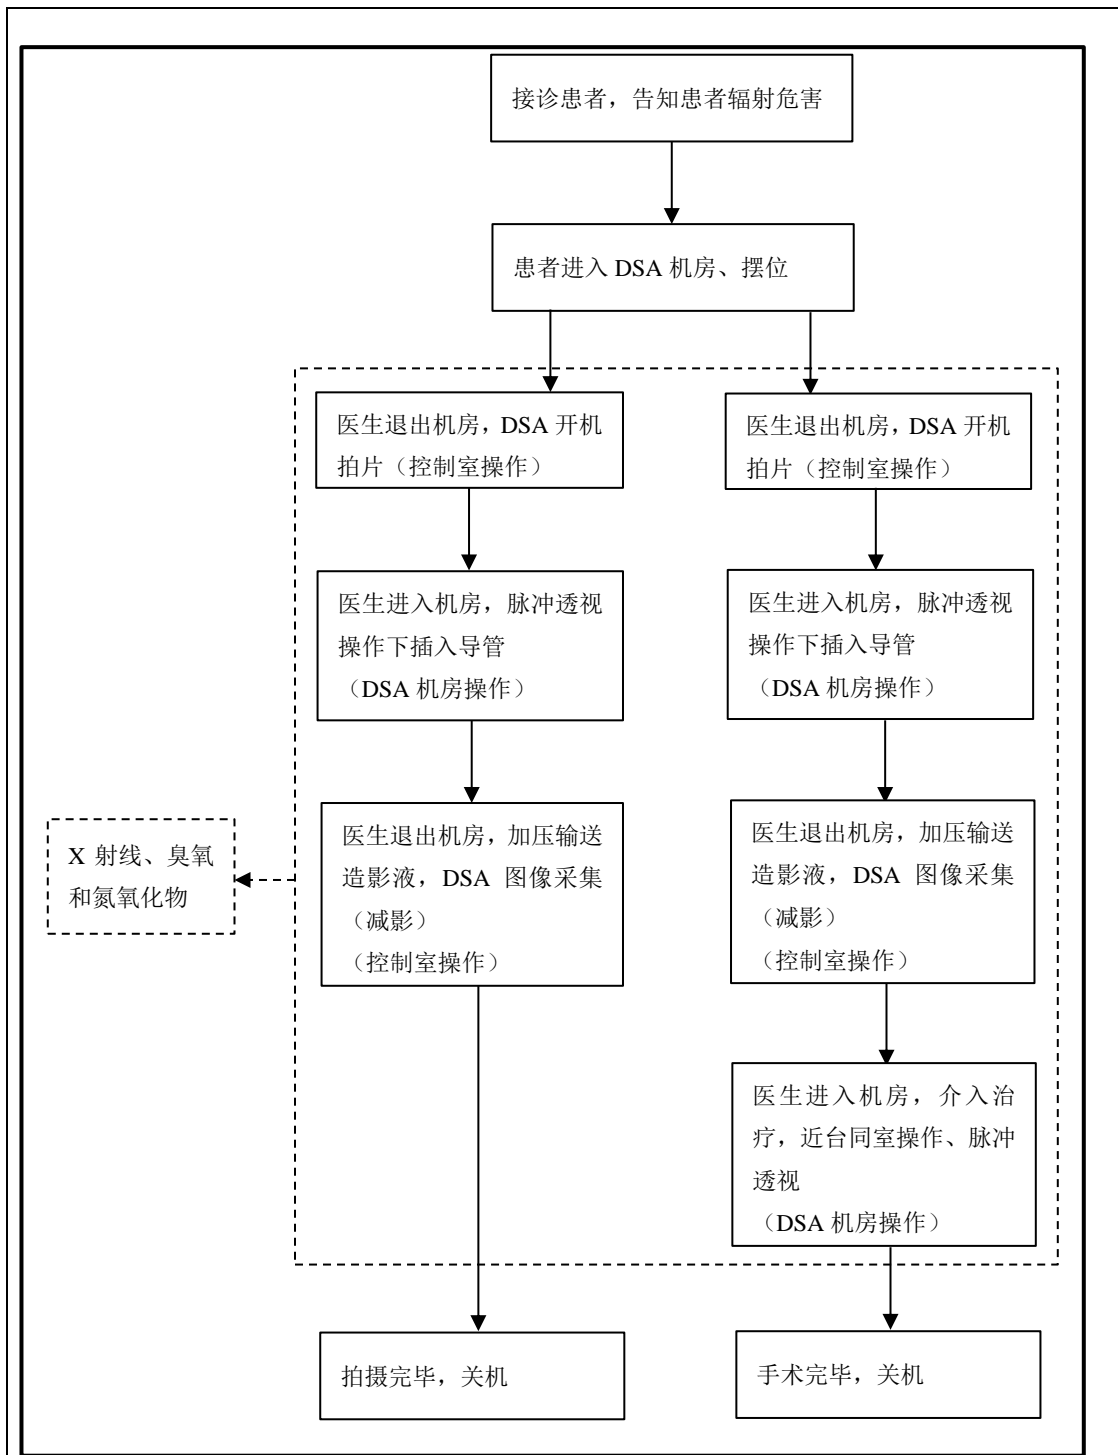 接诊患者，告知患者辐射危害
患者进入 DSA 机房、摆位
医生退出机房，DSA 开机
拍片（控制室操作）
医生进入机房，脉冲透视
操作下插入导管
（DSA 机房操作）
医生退出机房，加压输送
造影液，DSA 图像采集
（减影）
（控制室操作）
拍摄完毕，关机
医生退出机房，DSA 开机
拍片（控制室操作）
医生进入机房，脉冲透视
操作下插入导管
（DSA 机房操作）
医生退出机房，加压输送
造影液，DSA 图像采集
（减影）
（控制室操作）
医生进入机房，介入治
疗，近台同室操作、脉冲
透视
（DSA 机房操作）
手术完毕，关机
X 射线、臭氧
和氮氧化物